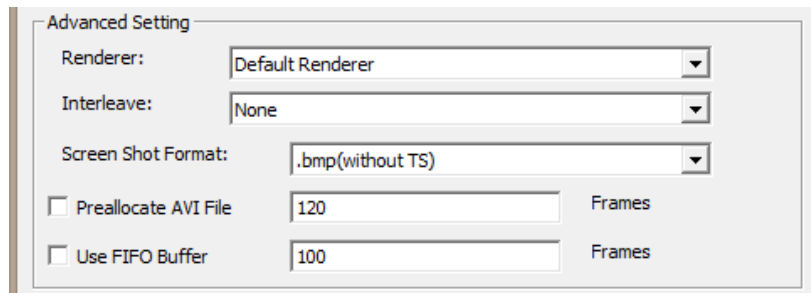 Advanced Setting
Renderer: Default Renderer
Interleave: None
Screen Shot Format: .bmp(without TS)
Preallocate AVI File 120 Frames
Use FIFO Buffer 100 Frames